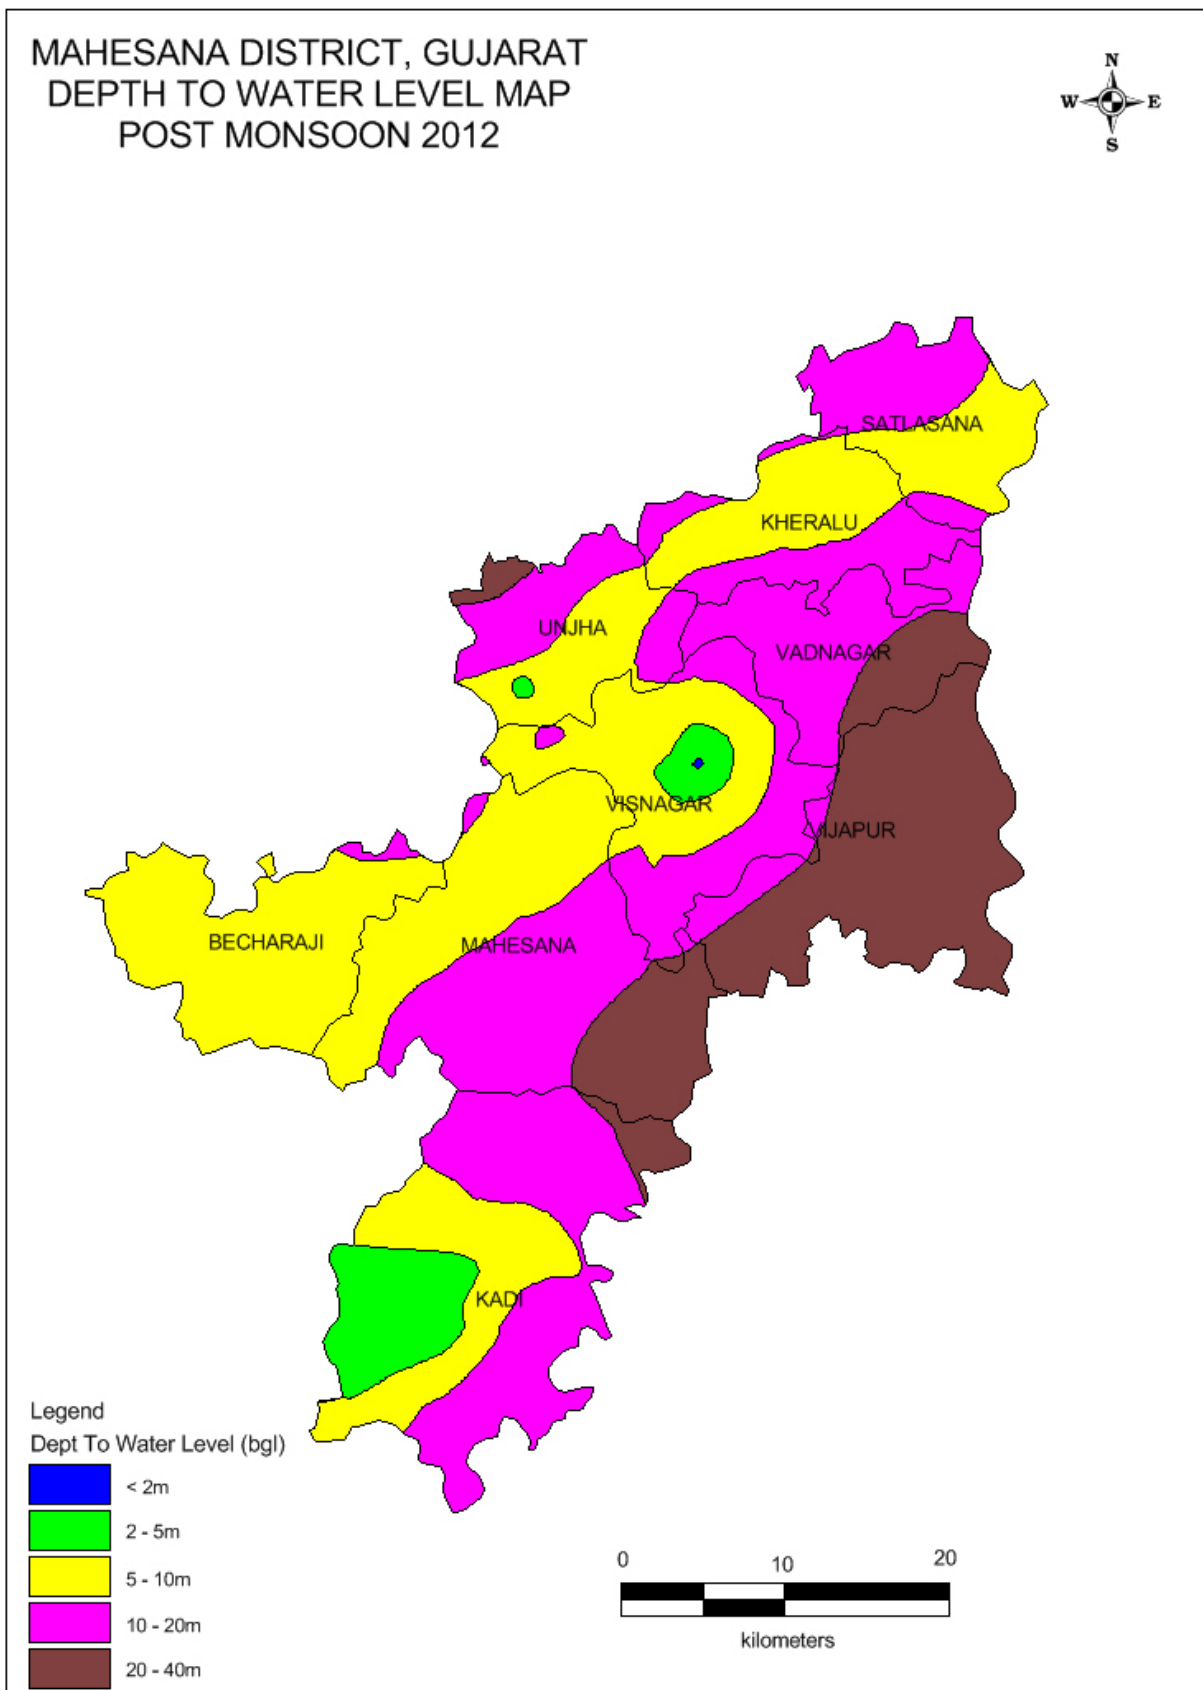 MAHESANA DISTRICT, GUJARAT
DEPTH TO WATER LEVEL MAP
POST MONSOON 2012
N
W E
S
SATLASANA
KHERALU
UNJHA
VADNAGAR
VISNAGAR
VIJAPUR
BECHARAJI
MAHESANA
KADI
Legend
Dept To Water Level (bgl)
< 2m
2 - 5m
5 - 10m
10 - 20m
20 - 40m
0 10 20
kilometers